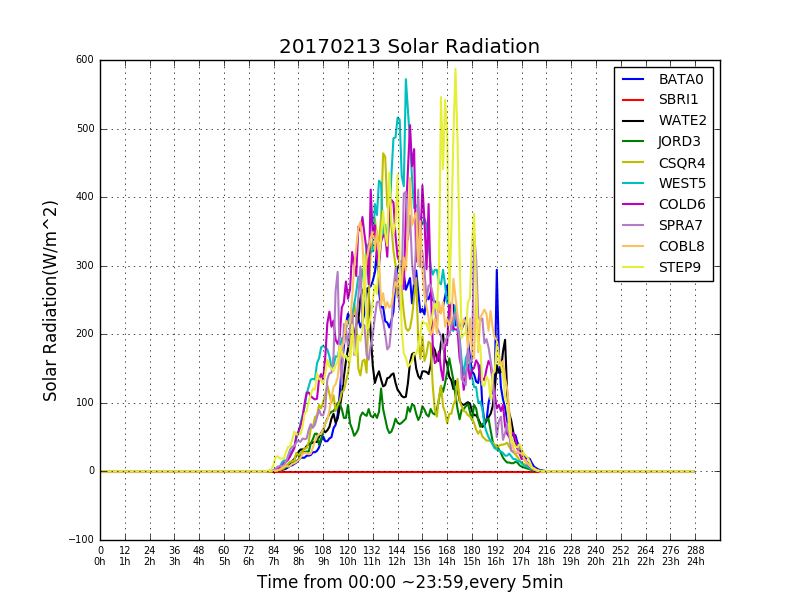 20170213 Solar Radiation
600
500
400
300
200
100
0
−100
Solar Radiation(W/m^2)
BATA0
SBRI1
WATE2
JORD3
CSQR4
WEST5
COLD6
SPRA7
COBL8
STEP9
0 12 24 36 48 60 72 84 96 108 120 132 144 156 168 180 192 204 216 228 240 252 264 276 288
0h 1h 2h 3h 4h 5h 6h 7h 8h 9h 10h 11h 12h 13h 14h 15h 16h 17h 18h 19h 20h 21h 22h 23h 24h
Time from 00:00 ~23:59,every 5min